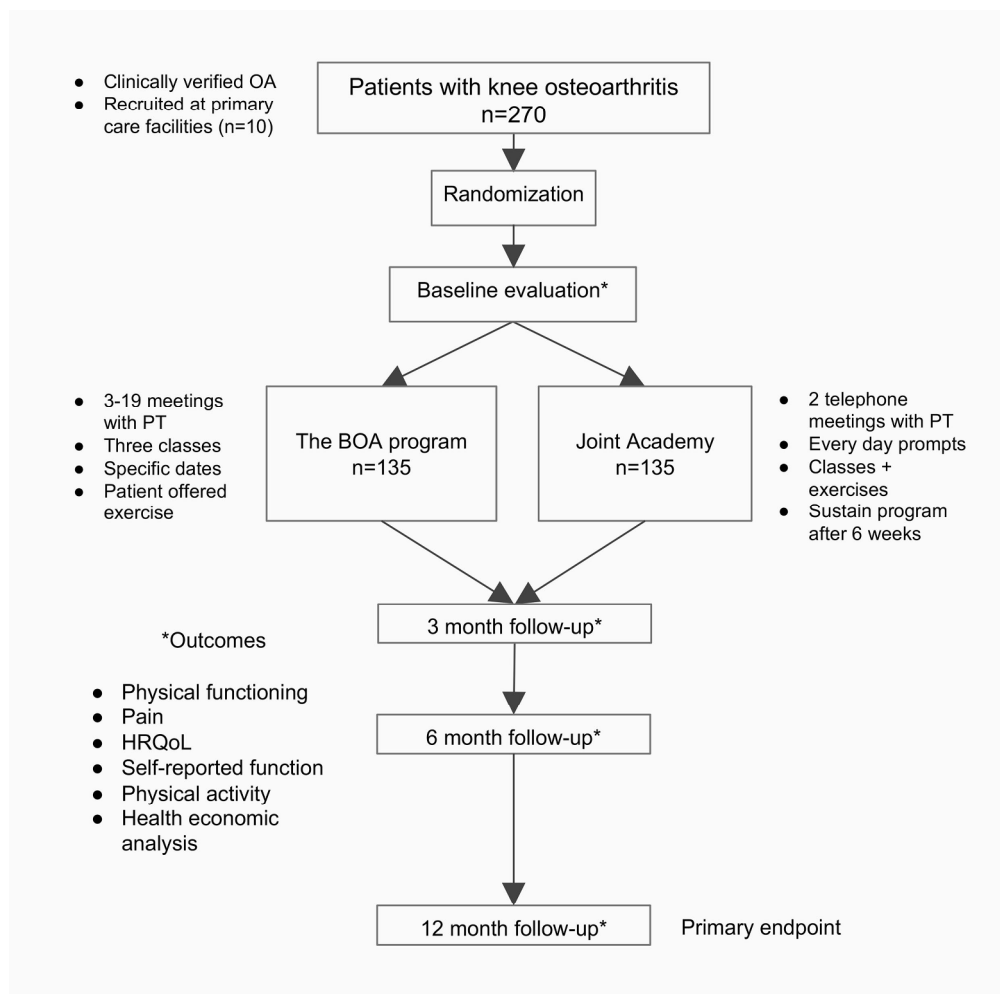 ● Clinically verified OA
● Recruited at primary
care facilities (n=10)
Patients with knee osteoarthritis
n=270
Randomization
Baseline evaluation*
● 3-19 meetings
with PT
● Three classes
● Specific dates
● Patient offered
exercise
The BOA program
n=135
Joint Academy
n=135
● 2 telephone
meetings with PT
● Every day prompts
● Classes +
exercises
● Sustain program
after 6 weeks
3 month follow-up*
*Outcomes
● Physical functioning
● Pain
● HRQoL
● Self-reported function
● Physical activity
● Health economic
analysis
6 month follow-up*
12 month follow-up*
Primary endpoint